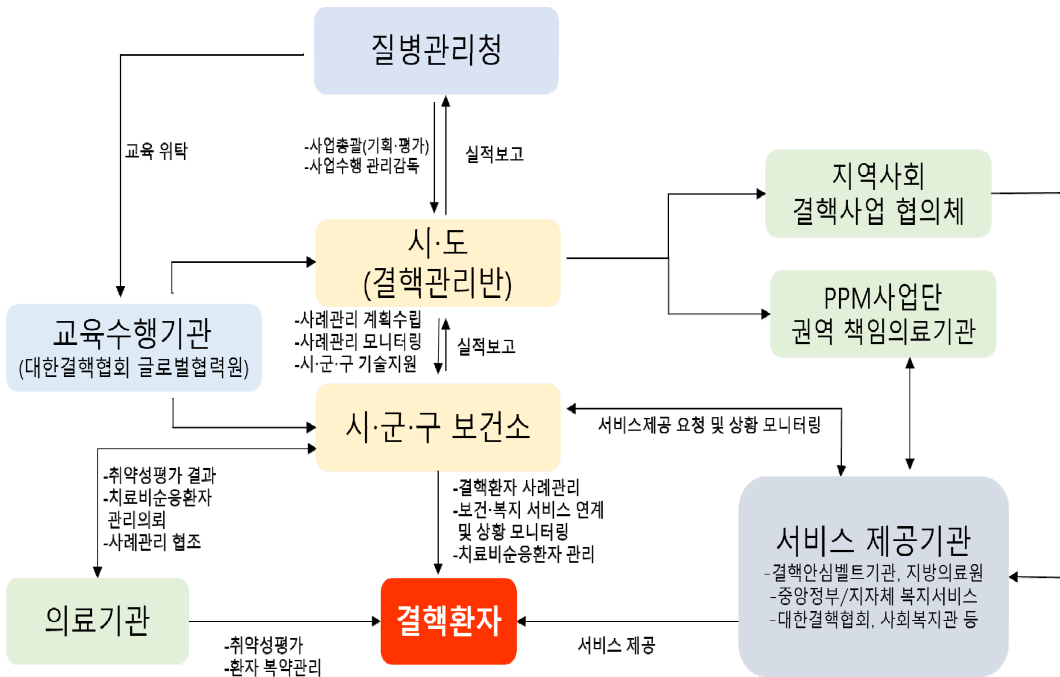 질병관리청
교육 위탁
-사업총괄(기획·평가)
-사업수행 관리감독
실적보고
지역사회
결핵사업 협의체
시·도
(결핵관리반)
PPM사업단
권역 책임의료기관
교육수행기관
(대한결핵협회 글로벌협력원)
-사례관리 계획수립
-사례관리 모니터링
-시·군·구 기술지원
실적보고
시·군·구 보건소
서비스제공 요청 및 상황 모니터링
-취약성평가 결과
-치료비순응환자
관리의뢰
-사례관리 협조
-결핵환자 사례관리
-보건·복지 서비스 연계
및 상황 모니터링
-치료비순응환자 관리
서비스 제공기관
-결핵안심벨트기관, 지방의료원
-중앙정부/지자체 복지서비스
-대한결핵협회, 사회복지관 등
의료기관
결핵환자
-취약성평가
-환자 복약관리
서비스 제공